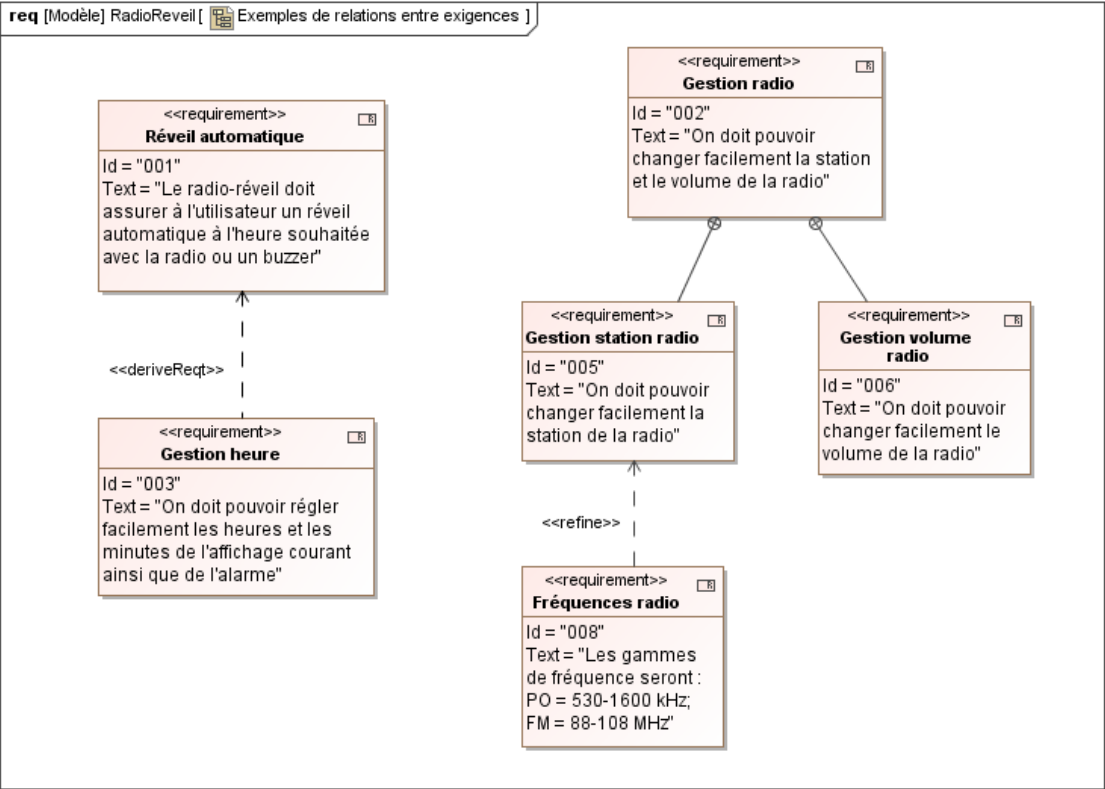 req [Modèle] RadioReveil [ Exemples de relations entre exigences ]
<<requirement>>
Réveil automatique
Id = "001"
Text = "Le radio-réveil doit
assurer à l'utilisateur un réveil
automatique à l'heure souhaitée
avec la radio ou un buzzer"
<<deriveReqt>>
<<requirement>>
Gestion heure
Id = "003"
Text = "On doit pouvoir régler
facilement les heures et les
minutes de l'affichage courant
ainsi que de l'alarme"
<<requirement>>
Gestion radio
Id = "002"
Text = "On doit pouvoir
changer facilement la station
et le volume de la radio"
<<requirement>>
Gestion station radio
Id = "005"
Text = "On doit pouvoir
changer facilement la
station de la radio"
<<requirement>>
Gestion volume
radio
Id = "006"
Text = "On doit pouvoir
changer facilement le
volume de la radio"
<<refine>>
<<requirement>>
Fréquences radio
Id = "008"
Text = "Les gammes
de fréquence seront :
PO = 530-1600 kHz;
FM = 88-108 MHz"